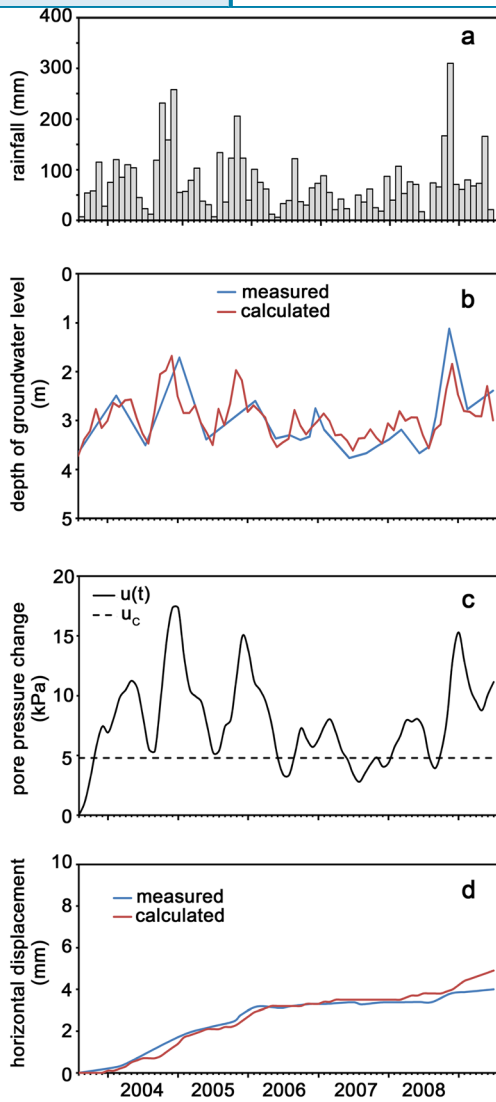 a
400
300
200
100
0
rainfall (mm)
b
measured
calculated
0
1
2
3
4
5
depth of groundwater level
(m)
c
u(t)
uc
20
15
10
5
0
pore pressure change
(kPa)
d
measured
calculated
10
8
6
4
2
0
horizontal displacement
(mm)
2004 2005 2006 2007 2008